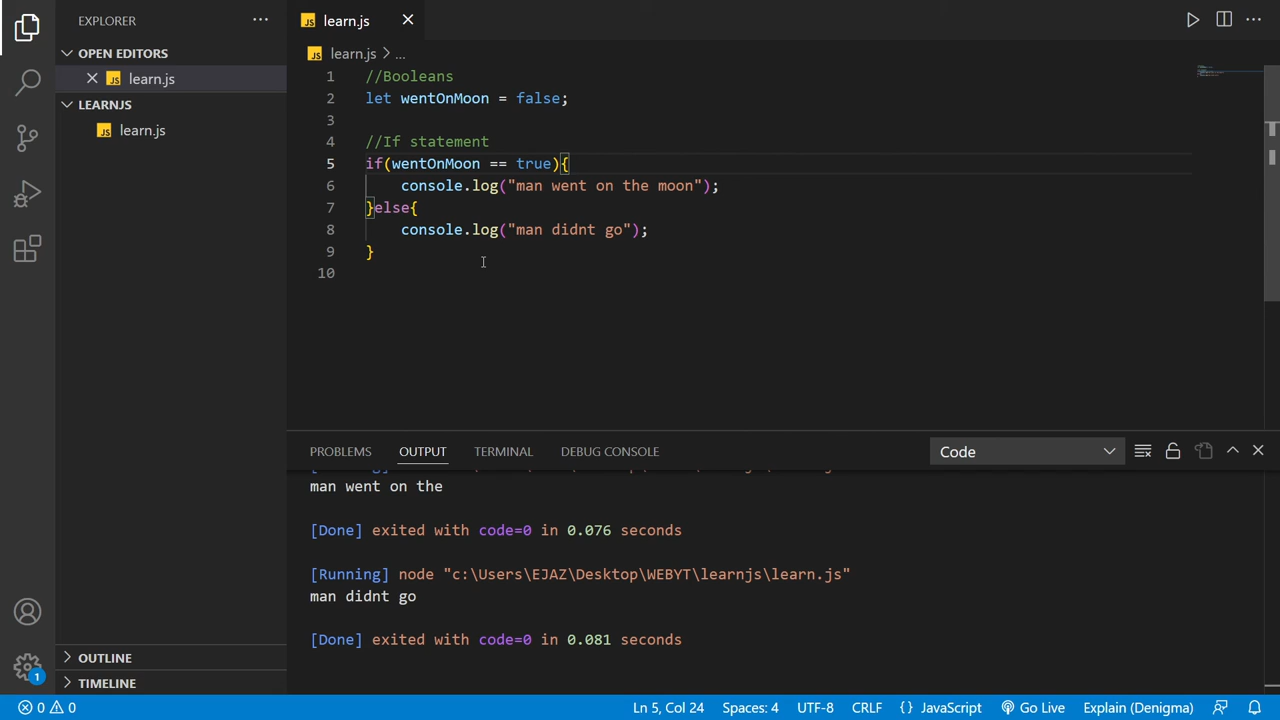 EXPLORER
OPEN EDITORS
JS learn.js
LEARNJS
JS learn.js
OUTLINE
TIMELINE
JS learn.js
JS learn.js > ...
1 //Booleans
2 let wentOnMoon = false;
3
4 //If statement
5 if(wentOnMoon == true){
6 console.log("man went on the moon");
7 }else{
8 console.log("man didnt go");
9 }
10
PROBLEMS OUTPUT TERMINAL DEBUG CONSOLE Code
man went on the
[Done] exited with code=0 in 0.076 seconds
[Running] node "c:\Users\EJAZ\Desktop\WEBYT\learnjs\learn.js"
man didnt go
[Done] exited with code=0 in 0.081 seconds
1
0 0 Ln 5, Col 24 Spaces: 4 UTF-8 CRLF {} JavaScript Go Live Explain (Denigma)